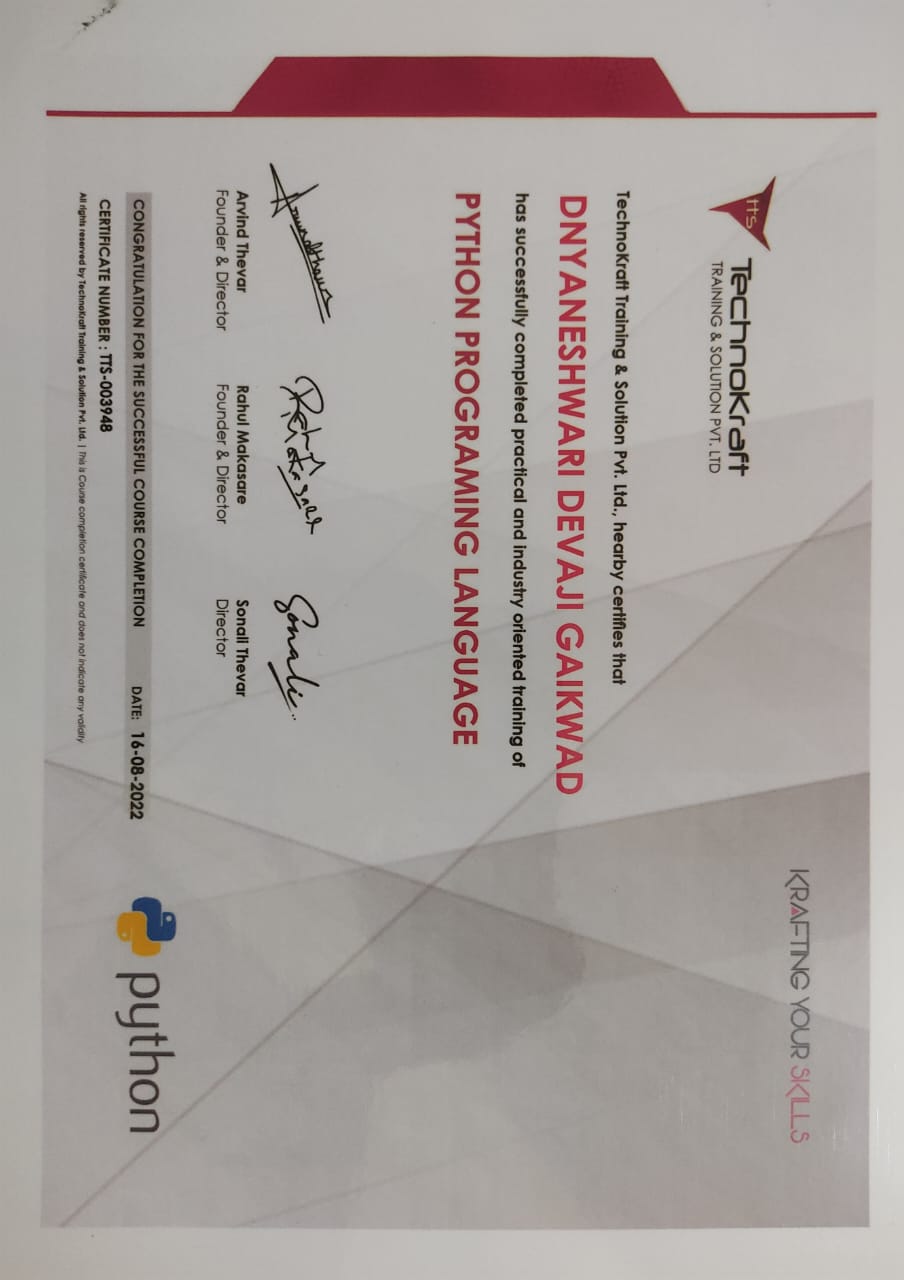 KRAFTING YOUR SKILLS
tts
TechnoKraft
TRAINING & SOLUTION PVT. LTD
TechnoKraft Training & Solution Pvt. Ltd., hearby certifies that
DNYANESHWARI DEVAJI GAIKWAD
has successfully completed practical and industry oriented training of
PYTHON PROGRAMING LANGUAGE
Rahul Makasare
Sonali
Arvind Thevar
Founder & Director
Rahul Makasare
Founder & Director
Sonali Thevar
Director
python
CONGRATULATION FOR THE SUCCESSFUL COURSE COMPLETION DATE: 16-08-2022
CERTIFICATE NUMBER : TTS-003948
All rights reserved by TechnoKraft Training & Solution Pvt. Ltd. | This is Course completion certificate and does not indicate any validity